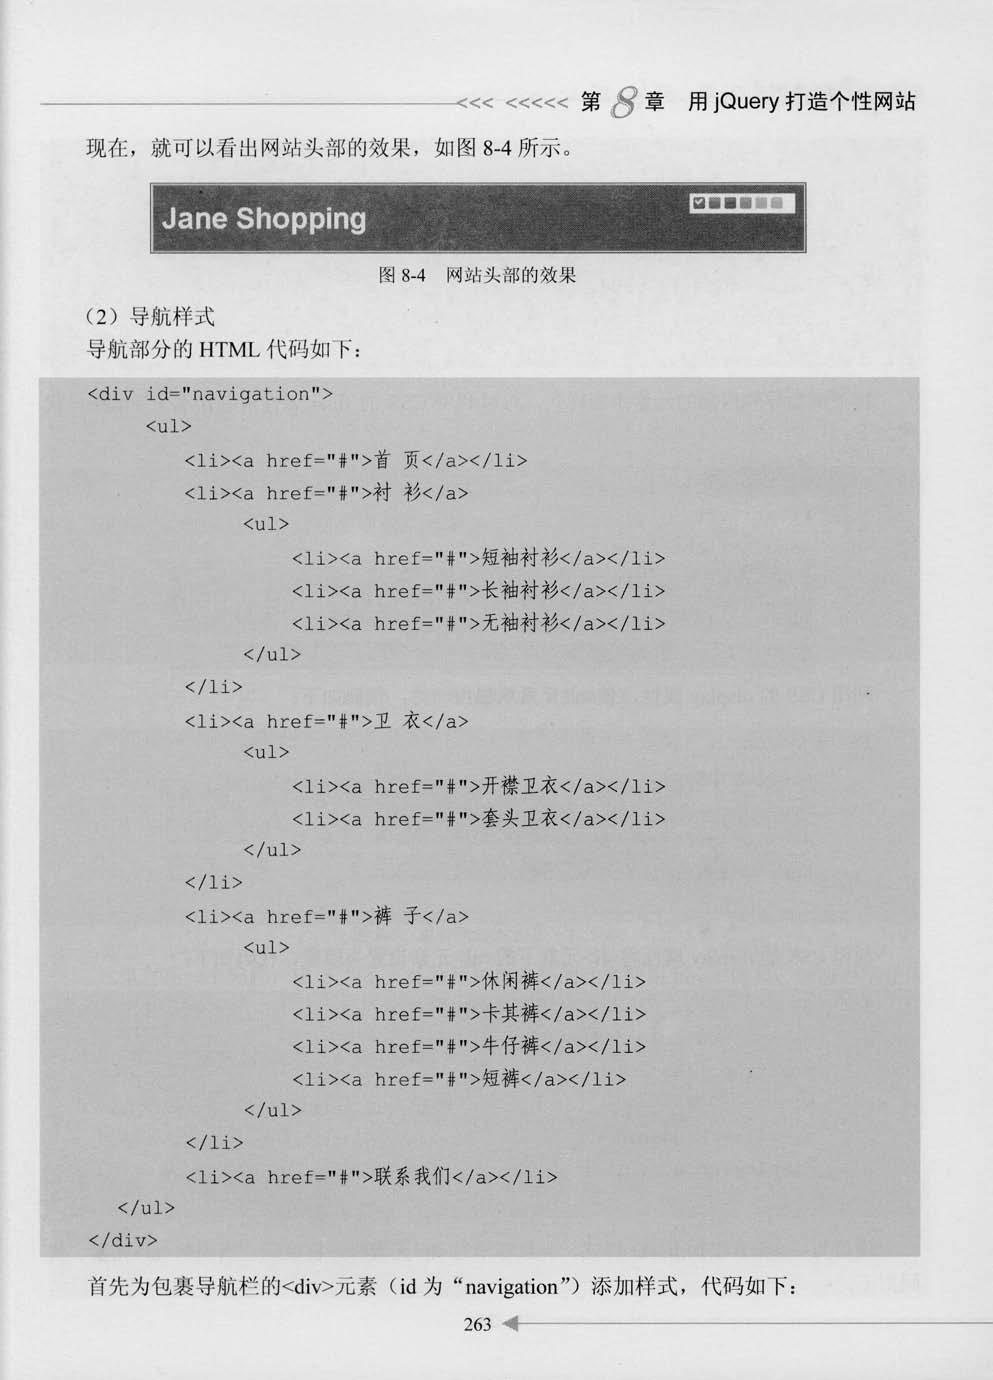 <<< <<<<< 第8章 用 jQuery 打造个性网站
现在，就可以看出网站头部的效果，如图 8-4 所示。
Jane Shopping
图 8-4 网站头部的效果
（2）导航样式
导航部分的 HTML 代码如下：
<div id="navigation">
<ul>
<li><a href="#">首 页</a></li>
<li><a href="#">衬 衫</a>
<ul>
<li><a href="#">短袖衬衫</a></li>
<li><a href="#">长袖衬衫</a></li>
<li><a href="#">无袖衬衫</a></li>
</ul>
</li>
<li><a href="#">卫 衣</a>
<ul>
<li><a href="#">开襟卫衣</a></li>
<li><a href="#">套头卫衣</a></li>
</ul>
</li>
<li><a href="#">裤 子</a>
<ul>
<li><a href="#">休闲裤</a></li>
<li><a href="#">卡其裤</a></li>
<li><a href="#">牛仔裤</a></li>
<li><a href="#">短裤</a></li>
</ul>
</li>
<li><a href="#">联系我们</a></li>
</ul>
</div>
首先为包裹导航栏的<div>元素（id 为“navigation”）添加样式，代码如下：
263